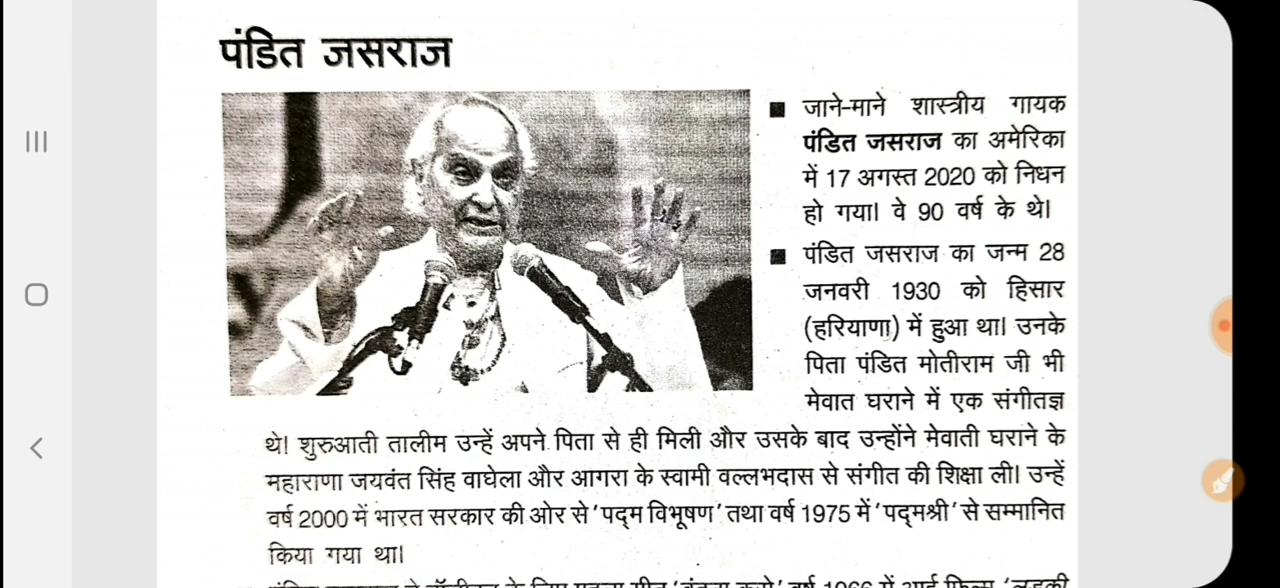 पंडित जसराज
■ जाने-माने शास्त्रीय गायक
पंडित जसराज का अमेरिका
में 17 अगस्त 2020 को निधन
हो गया। वे 90 वर्ष के थे।
■ पंडित जसराज का जन्म 28
जनवरी 1930 को हिसार
(हरियाणा) में हुआ था। उनके
पिता पंडित मोतीराम जी भी
मेवात घराने में एक संगीतज्ञ
थे। शुरुआती तालीम उन्हें अपने पिता से ही मिली और उसके बाद उन्होंने मेवाती घराने के
महाराणा जयवंत सिंह वाघेला और आगरा के स्वामी वल्लभदास से संगीत की शिक्षा ली। उन्हें
वर्ष 2000 में भारत सरकार की ओर से 'पद्म विभूषण' तथा वर्ष 1975 में 'पद्मश्री' से सम्मानित
किया गया था।